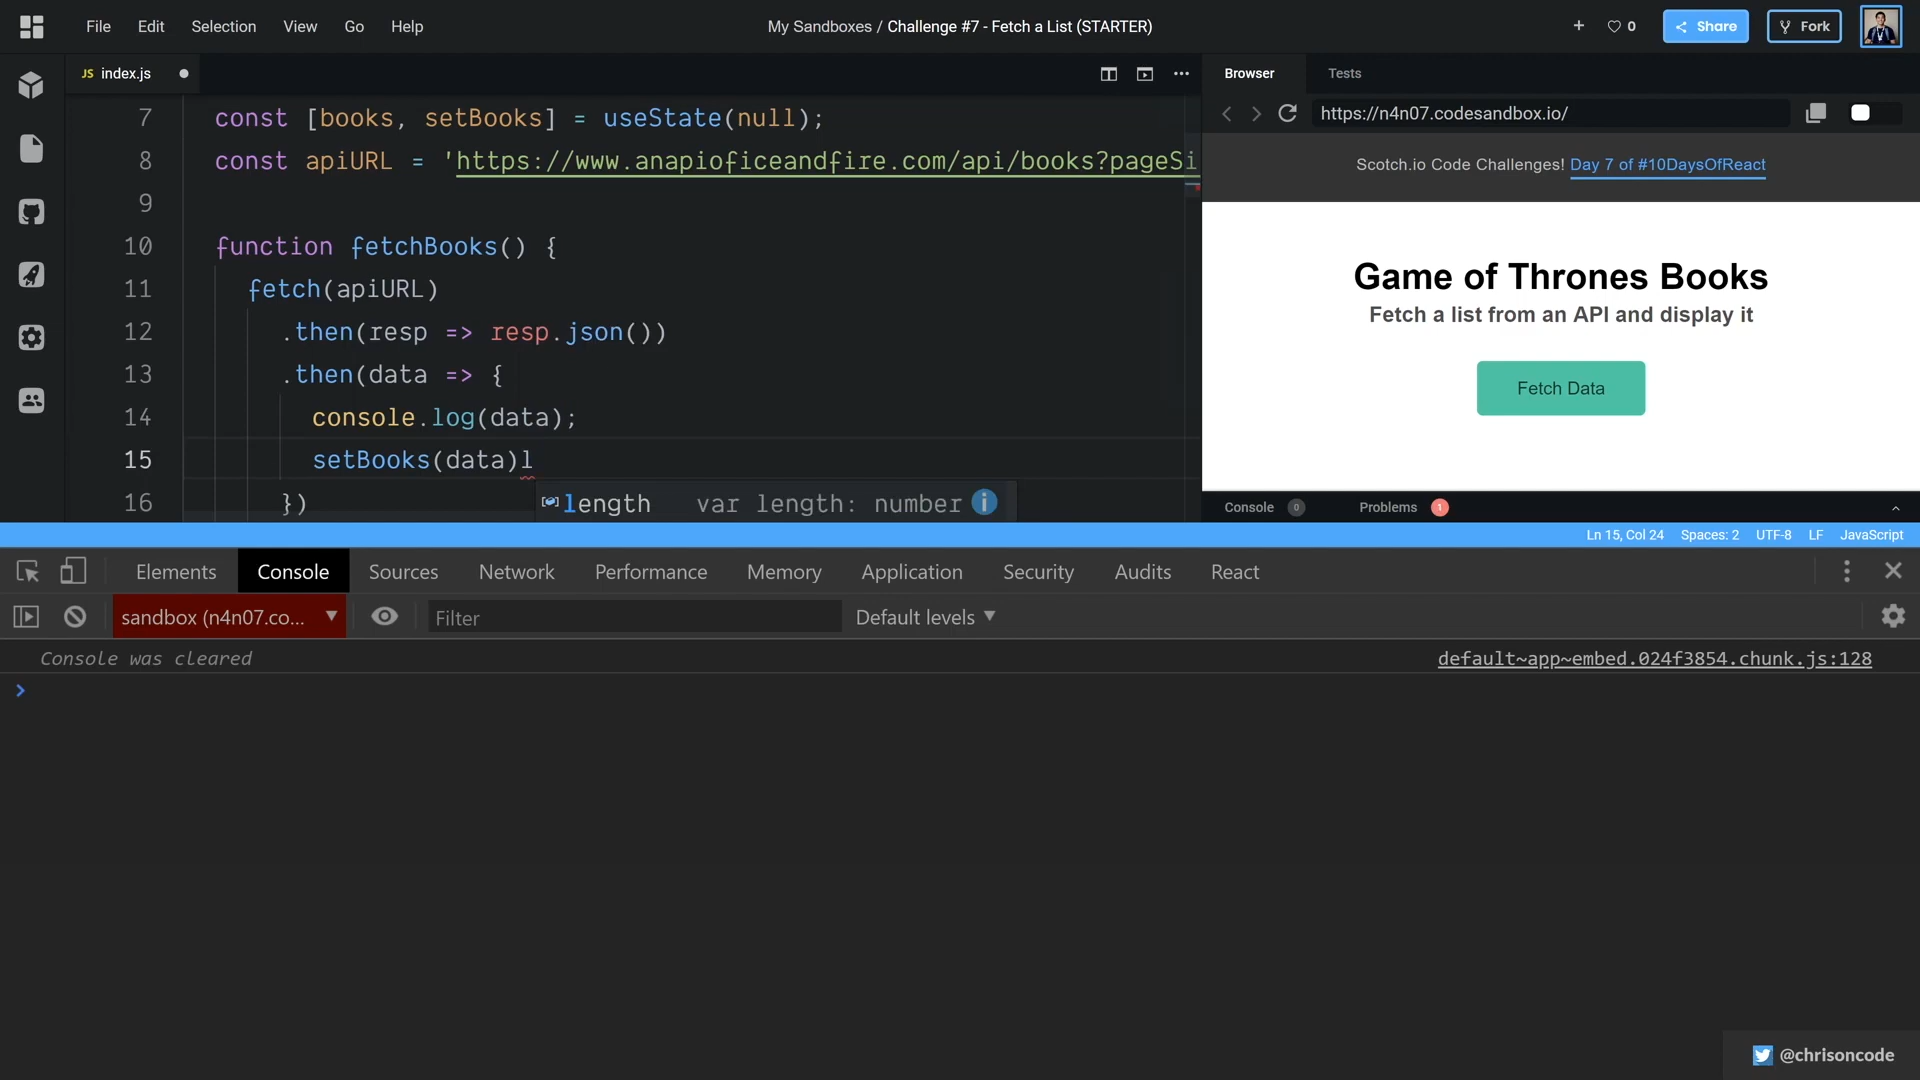 File Edit Selection View Go Help
My Sandboxes / Challenge #7 - Fetch a List (STARTER)
+ 0 Share Fork
JS index.js
7 const [books, setBooks] = useState(null);
8 const apiURL = 'https://www.anapioficeandfire.com/api/books?pageSi
9
10 function fetchBooks() {
11 fetch(apiURL)
12 .then(resp => resp.json())
13 .then(data => {
14 console.log(data);
15 setBooks(data)l
16 })
length var length: number i
Browser Tests
https://n4n07.codesandbox.io/
Scotch.io Code Challenges! Day 7 of #10DaysOfReact
Game of Thrones Books
Fetch a list from an API and display it
Fetch Data
Console 0 Problems 1
Ln 15, Col 24 Spaces: 2 UTF-8 LF JavaScript
Elements Console Sources Network Performance Memory Application Security Audits React
sandbox (n4n07.co... Filter Default levels
Console was cleared default~app~embed.024f3854.chunk.js:128
@chrisoncode